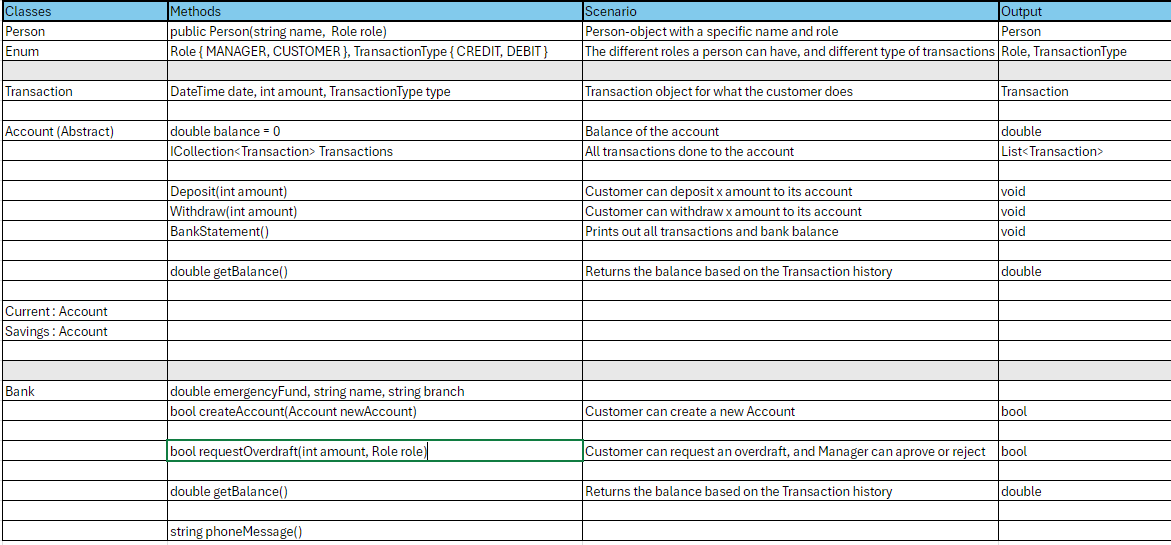 Classes Methods Scenario Output
Person public Person(string name, Role role) Person-object with a specific name and role Person
Enum Role { MANAGER, CUSTOMER }, TransactionType { CREDIT, DEBIT } The different roles a person can have, and different type of transactions Role, TransactionType
Transaction DateTime date, int amount, TransactionType type Transaction object for what the customer does Transaction
Account (Abstract) double balance = 0 Balance of the account double
ICollection<Transaction> Transactions All transactions done to the account List<Transaction>
Deposit(int amount) Customer can deposit x amount to its account void
Withdraw(int amount) Customer can withdraw x amount to its account void
BankStatement() Prints out all transactions and bank balance void
double getBalance() Returns the balance based on the Transaction history double
Current : Account
Savings : Account
Bank double emergencyFund, string name, string branch
bool createAccount(Account newAccount) Customer can create a new Account bool
bool requestOverdraft(int amount, Role role) Customer can request an overdraft, and Manager can aprove or reject bool
double getBalance() Returns the balance based on the Transaction history double
string phoneMessage()